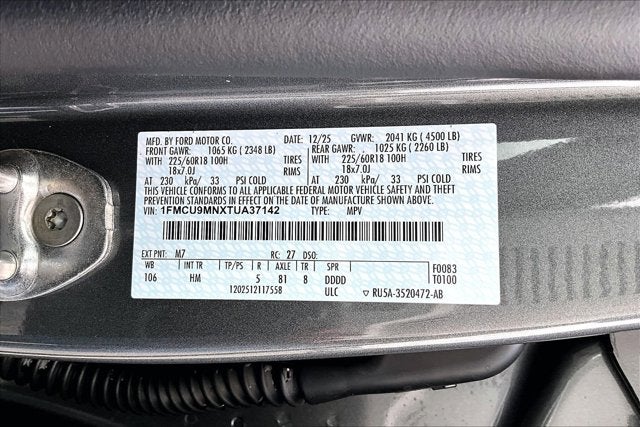 MFD. BY FORD MOTOR CO. DATE: 12/25 GVWR: 2041 KG ( 4500 LB)
FRONT GAWR: 1065 KG ( 2348 LB) REAR GAWR: 1025 KG ( 2260 LB)
WITH 225/60R18 100H TIRES WITH 225/60R18 100H TIRES
18x7.0J RIMS 18x7.0J RIMS
AT 230 kPa/ 33 PSI COLD AT 230 kPa/ 33 PSI COLD
THIS VEHICLE CONFORMS TO ALL APPLICABLE FEDERAL MOTOR VEHICLE SAFETY AND THEFT
PREVENTION STANDARDS IN EFFECT ON THE DATE OF MANUFACTURE SHOWN ABOVE.
VIN: 1FMCU9MNXTUA37142 TYPE: MPV
EXT PNT: M7 RC: 27 DSO:
WB INT TR TP/PS R AXLE TR SPR F0083
106 HM 5 81 8 DDDD T0100
1202512117558 ULC ▽ RU5A-3520472-AB